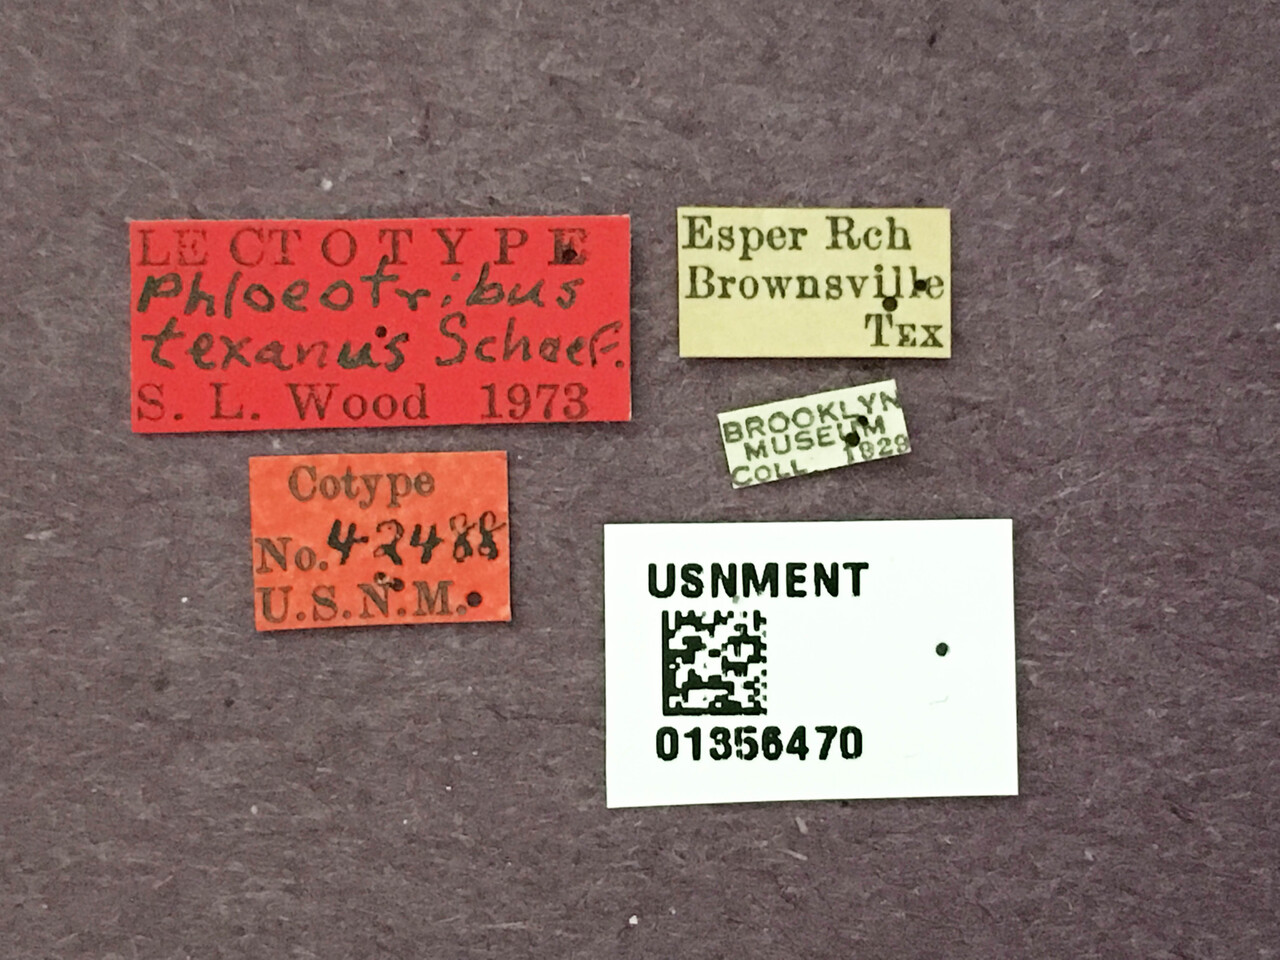 LECTOTYPE
Phloeotribus
texanus Schaef.
S. L. Wood 1973
Esper Rch
Brownsville
TEX
BROOKLYN
MUSEUM
COLL. 1929
Cotype
No. 42488
U.S.N.M.
USNMENT
01356470